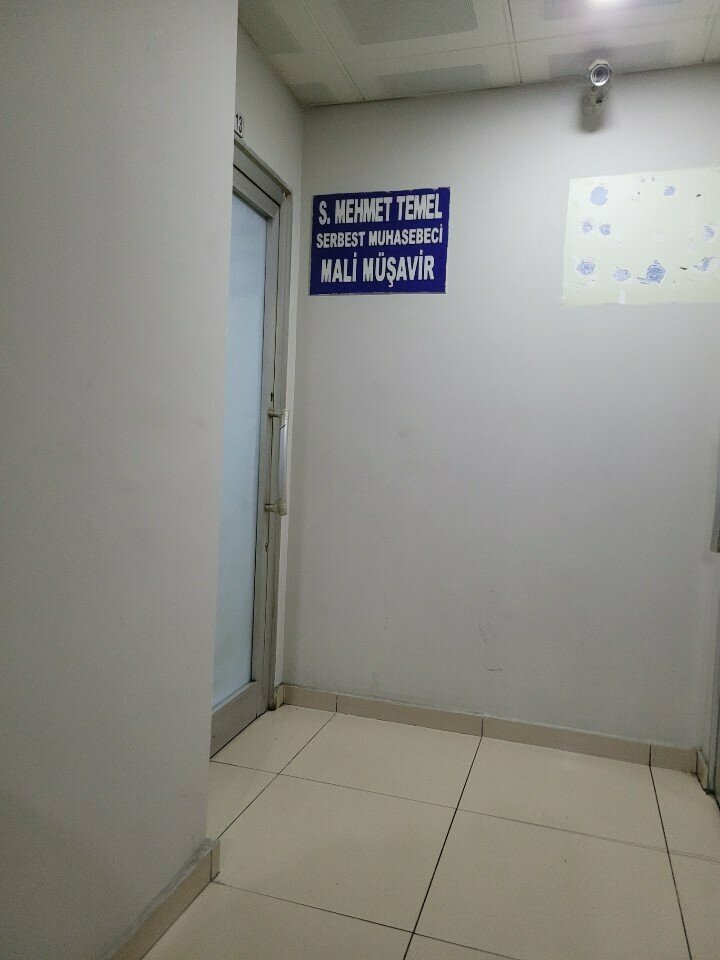 13
S. MEHMET TEMEL
SERBEST MUHASEBECİ
MALİ MÜŞAVİR